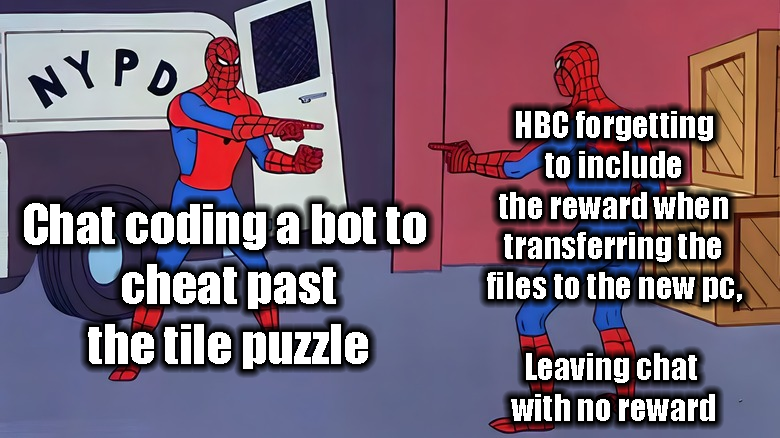 NYPD
Chat coding a bot to
cheat past
the tile puzzle
HBC forgetting
to include
the reward when
transferring the
files to the new pc,
Leaving chat
with no reward